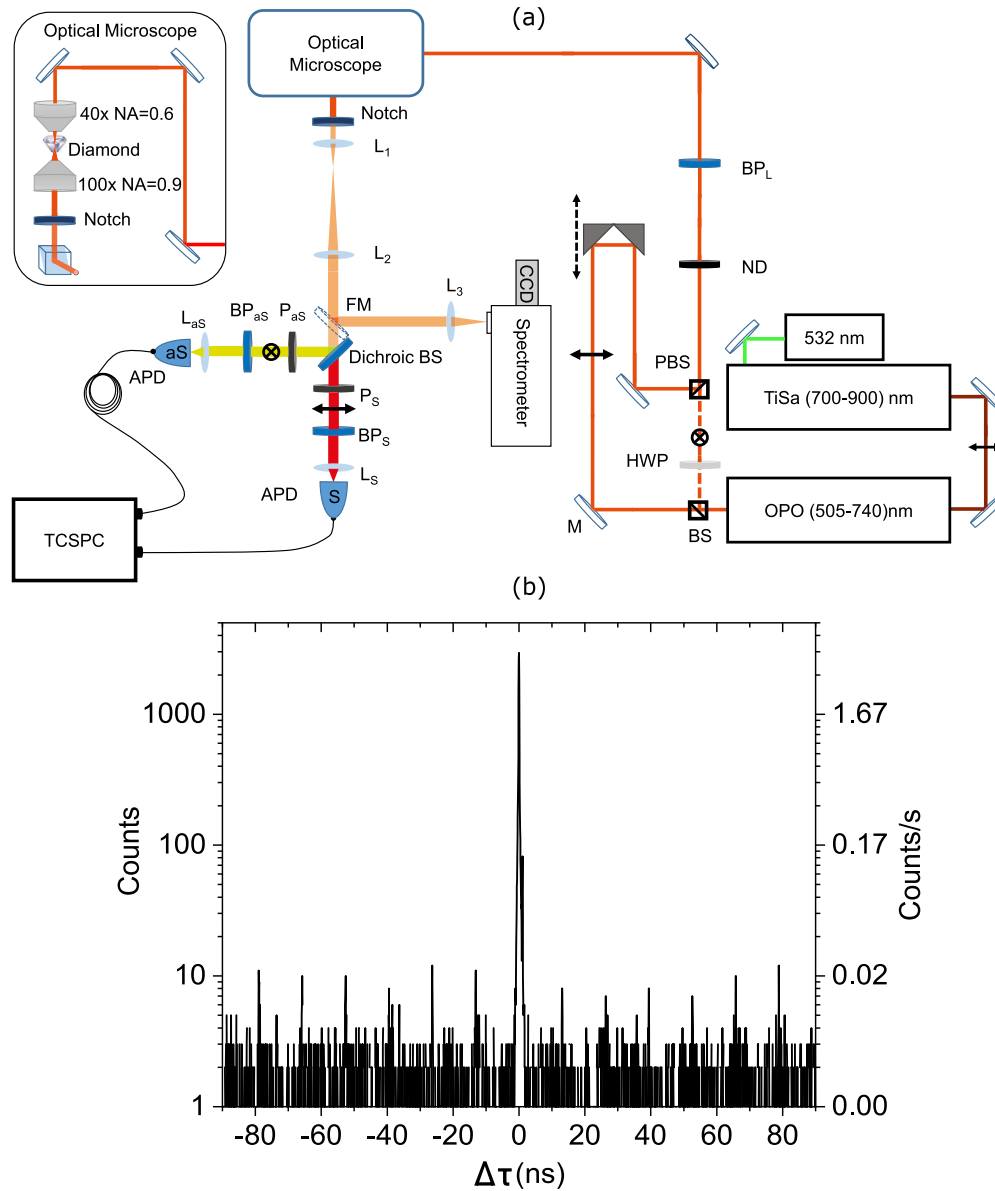 (a)
Optical Microscope
40x NA=0.6
Diamond
100x NA=0.9
Notch
Optical
Microscope
Notch
L1
L2
FM
L3
CCD
Spectrometer
Dichroic BS
LaS
BPaS
PaS
aS
APD
PS
BPS
LS
APD
S
TCSPC
BPL
ND
PBS
532 nm
TiSa (700-900) nm
HWP
OPO (505-740)nm
M
BS
(b)
Counts
1000
100
10
1
1.67
0.17
0.02
0.00
Counts/s
-80 -60 -40 -20 0 20 40 60 80
Δτ (ns)